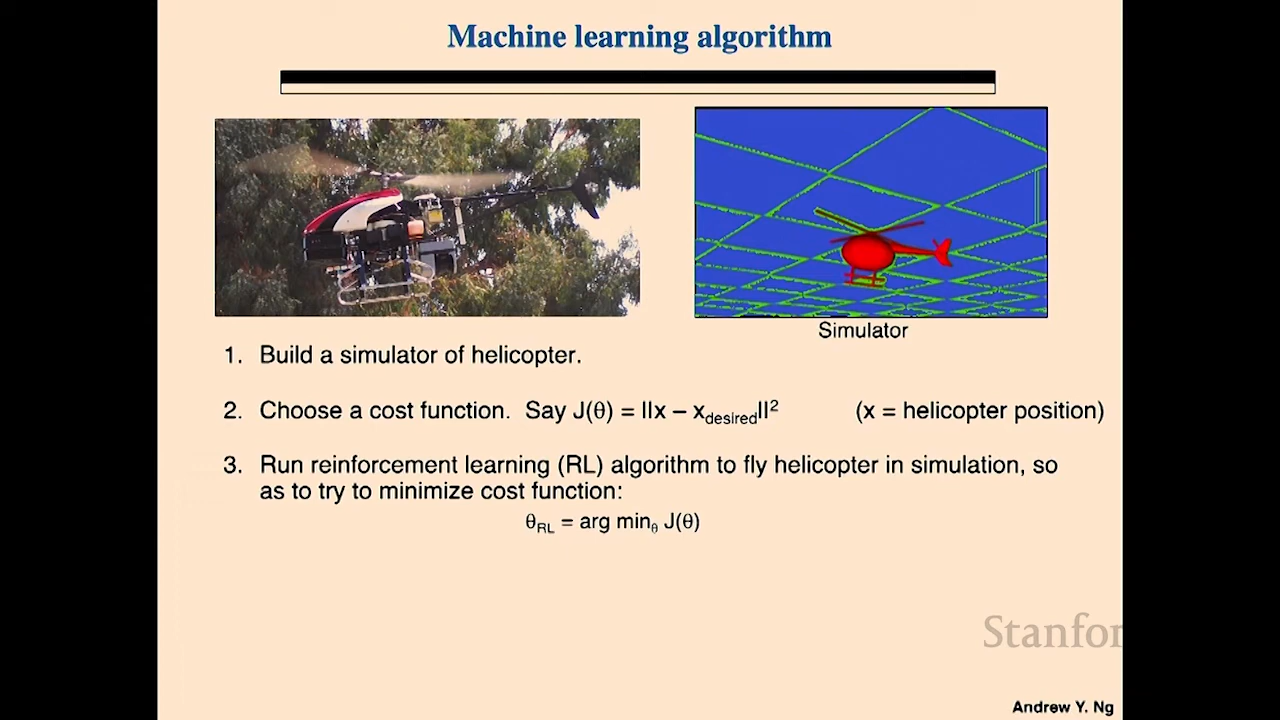 Machine learning algorithm
Simulator
1. Build a simulator of helicopter.
2. Choose a cost function. Say J(θ) = ||x – x_desired||² (x = helicopter position)
3. Run reinforcement learning (RL) algorithm to fly helicopter in simulation, so
as to try to minimize cost function:
θ_RL = arg min_θ J(θ)
Stanfor
Andrew Y. Ng